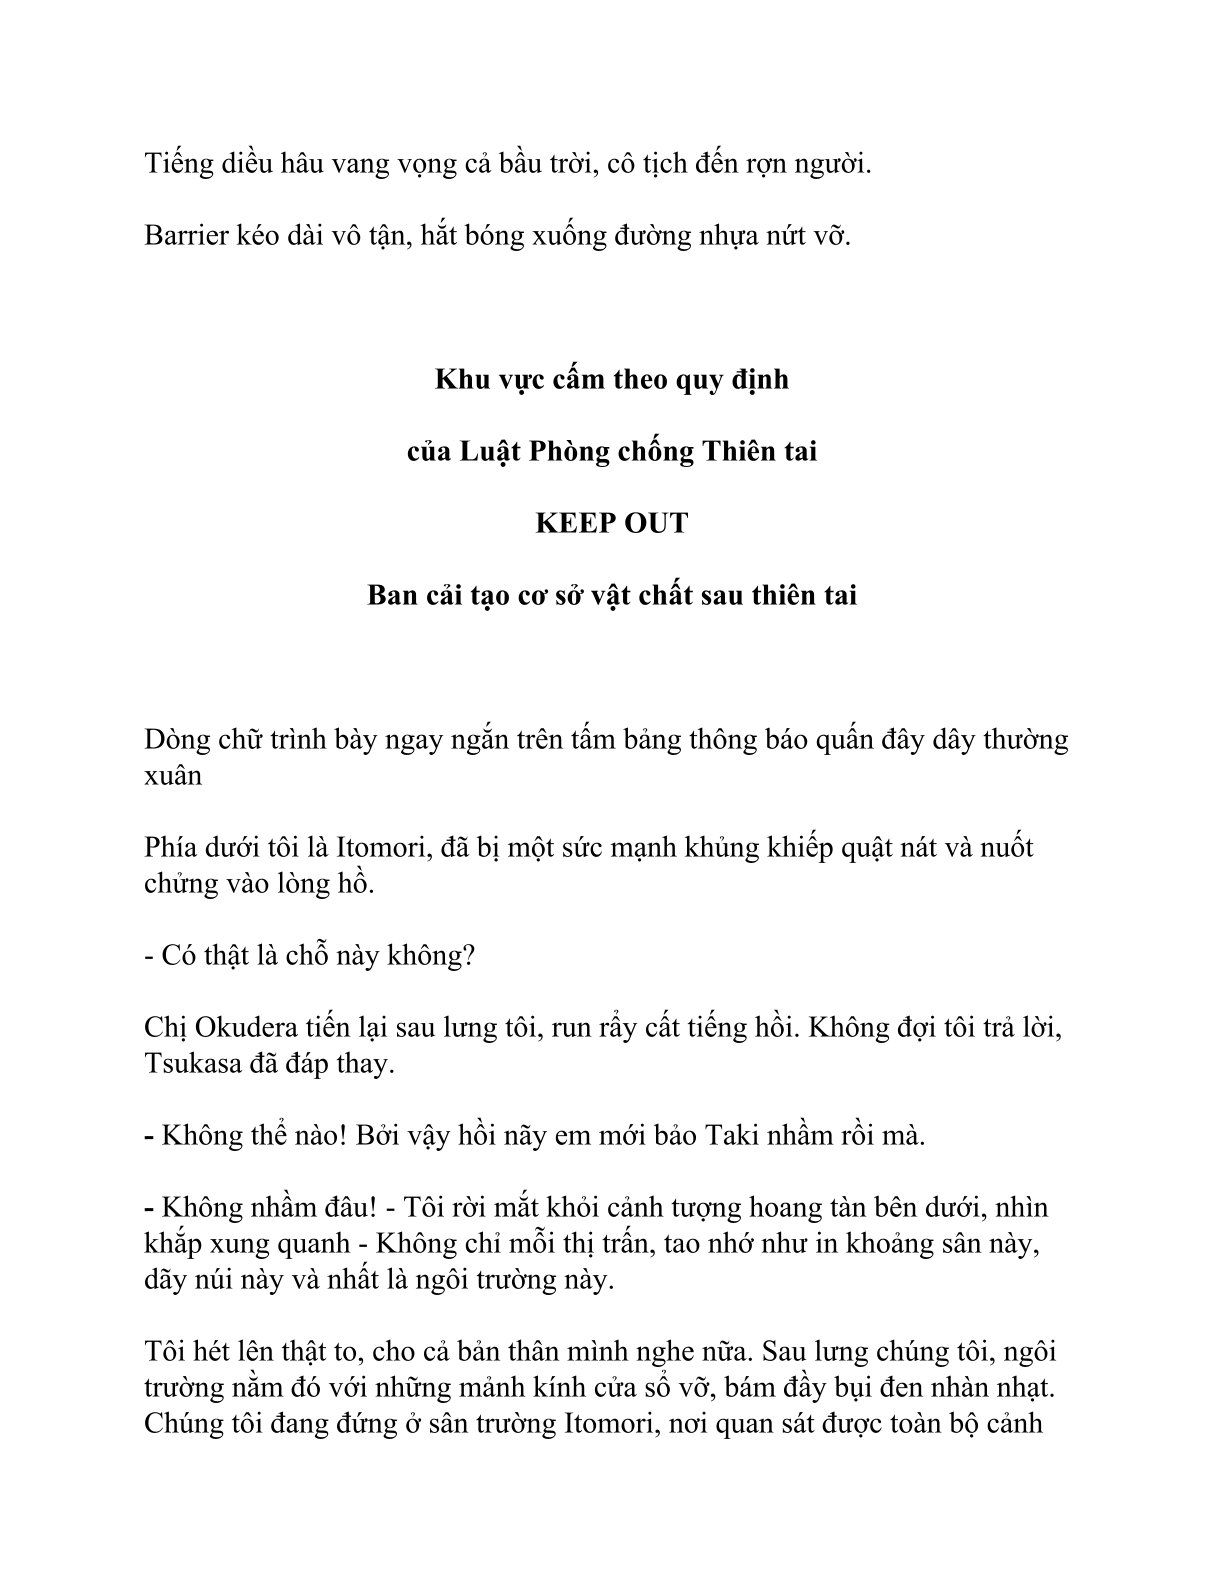 Tiếng diều hâu vang vọng cả bầu trời, cô tịch đến rợn người.
Barrier kéo dài vô tận, hắt bóng xuống đường nhựa nứt vỡ.
Khu vực cấm theo quy định
của Luật Phòng chống Thiên tai
KEEP OUT
Ban cải tạo cơ sở vật chất sau thiên tai
Dòng chữ trình bày ngay ngắn trên tấm bảng thông báo quấn đây dây thường
xuân
Phía dưới tôi là Itomori, đã bị một sức mạnh khủng khiếp quật nát và nuốt
chửng vào lòng hồ.
- Có thật là chỗ này không?
Chị Okudera tiến lại sau lưng tôi, run rẩy cất tiếng hồi. Không đợi tôi trả lời,
Tsukasa đã đáp thay.
- Không thể nào! Bởi vậy hồi nãy em mới bảo Taki nhầm rồi mà.
- Không nhầm đâu! - Tôi rời mắt khỏi cảnh tượng hoang tàn bên dưới, nhìn
khắp xung quanh - Không chỉ mỗi thị trấn, tao nhớ như in khoảng sân này,
dãy núi này và nhất là ngôi trường này.
Tôi hét lên thật to, cho cả bản thân mình nghe nữa. Sau lưng chúng tôi, ngôi
trường nằm đó với những mảnh kính cửa sổ vỡ, bám đầy bụi đen nhàn nhạt.
Chúng tôi đang đứng ở sân trường Itomori, nơi quan sát được toàn bộ cảnh